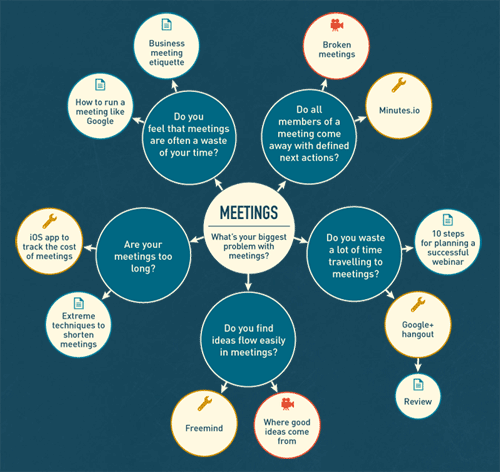 Business
meeting
etiquette
Broken
meetings
How to run a
meeting like
Google
Do you
feel that meetings
are often a waste
of your time?
Do all
members of a
meeting come
away with defined
next actions?
Minutes.io
MEETINGS
What's your biggest
problem with
meetings?
iOS app to
track the cost
of meetings
Are your
meetings too
long?
Do you waste
a lot of time
travelling to
meetings?
10 steps
for planning a
successful
webinar
Extreme
techniques to
shorten
meetings
Do you find
ideas flow easily
in meetings?
Google+
hangout
Review
Freemind
Where good
ideas come
from